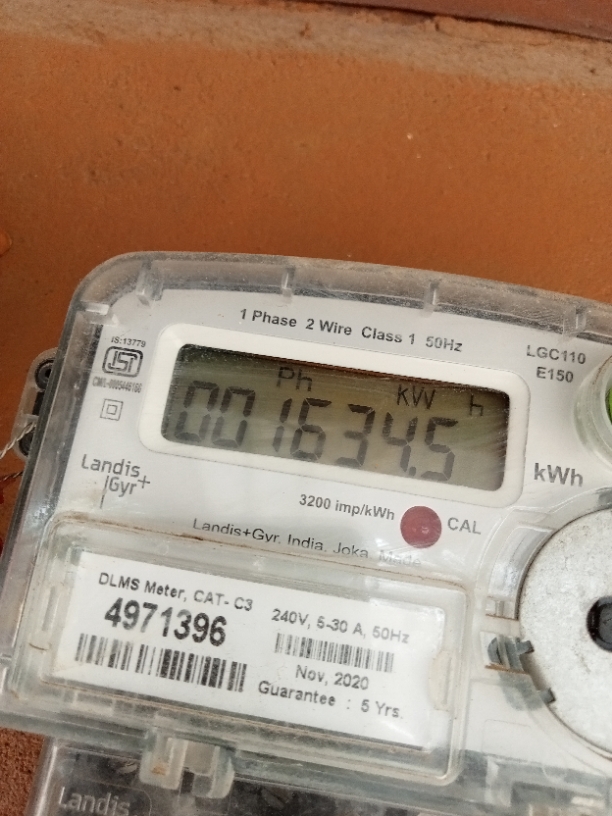 1 Phase 2 Wire Class 1 50Hz
LGC110
E150
IS:13779
ISI
Ph kW h
001634.5
kWh
Landis
Gyr+
3200 imp/kWh
CAL
Landis+Gyr, India, Joka,
DLMS Meter, CAT- C3
4971396
240V, 5-30 A, 50Hz
Nov, 2020
Guarantee : 5 Yrs.
Landis